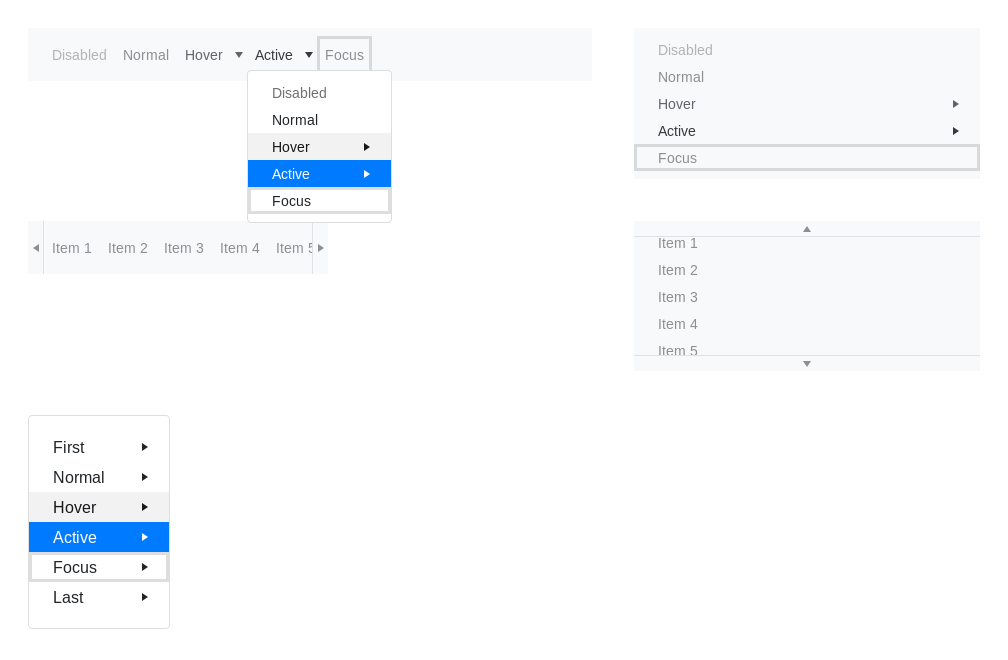 Disabled Normal Hover Active Focus
Disabled
Normal
Hover
Active
Focus
Disabled
Normal
Hover
Active
Focus
Item 1 Item 2 Item 3 Item 4 Item 5
Item 1
Item 2
Item 3
Item 4
Item 5
First
Normal
Hover
Active
Focus
Last